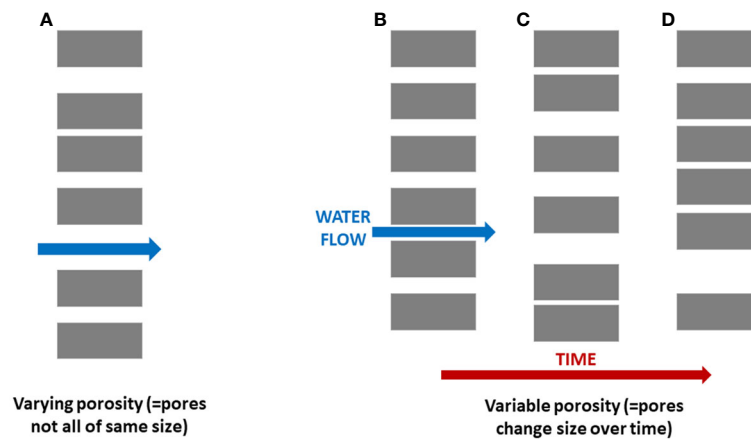 A
B
C
D
WATER
FLOW
TIME
Varying porosity (=pores
not all of same size)
Variable porosity (=pores
change size over time)